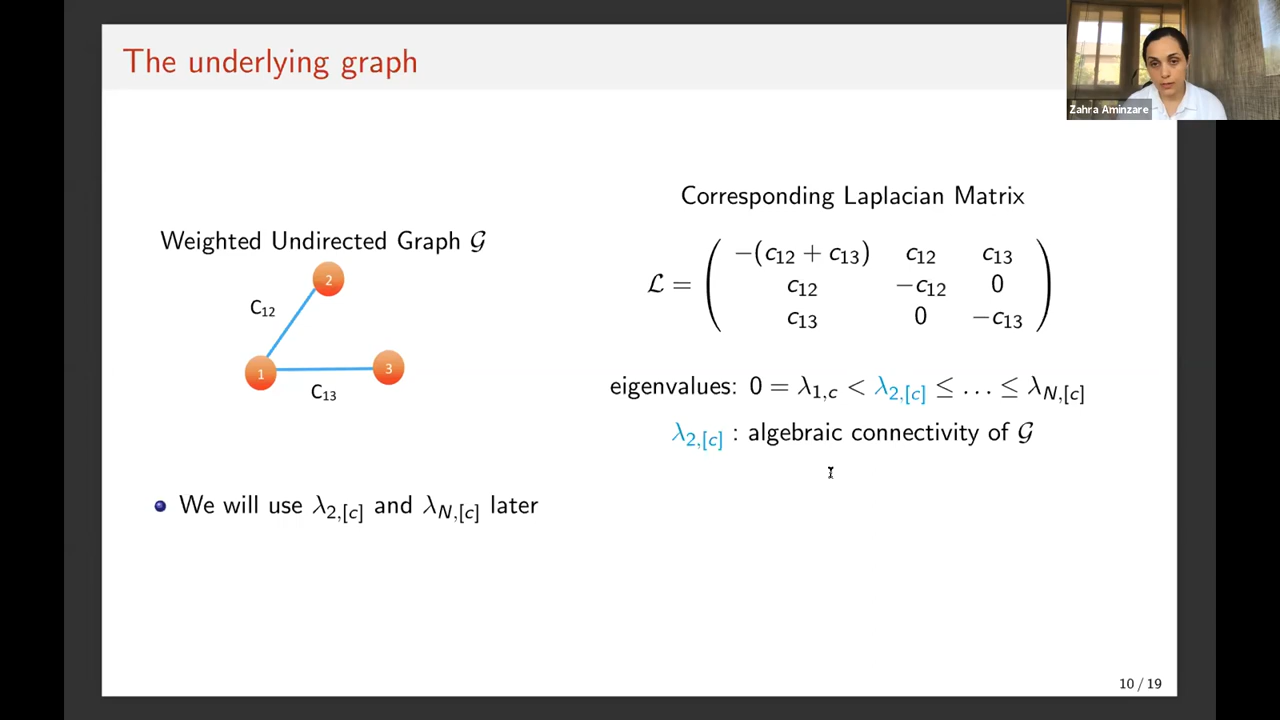 The underlying graph
Zahra Aminzare
Weighted Undirected Graph 𝒢
2
C₁₂
1
3
C₁₃
Corresponding Laplacian Matrix
ℒ = ( −(c₁₂ + c₁₃) c₁₂ c₁₃
c₁₂ −c₁₂ 0
c₁₃ 0 −c₁₃ )
eigenvalues: 0 = λ₁,c < λ₂,[c] ≤ … ≤ λ_N,[c]
λ₂,[c] : algebraic connectivity of 𝒢
We will use λ₂,[c] and λ_N,[c] later
10 / 19